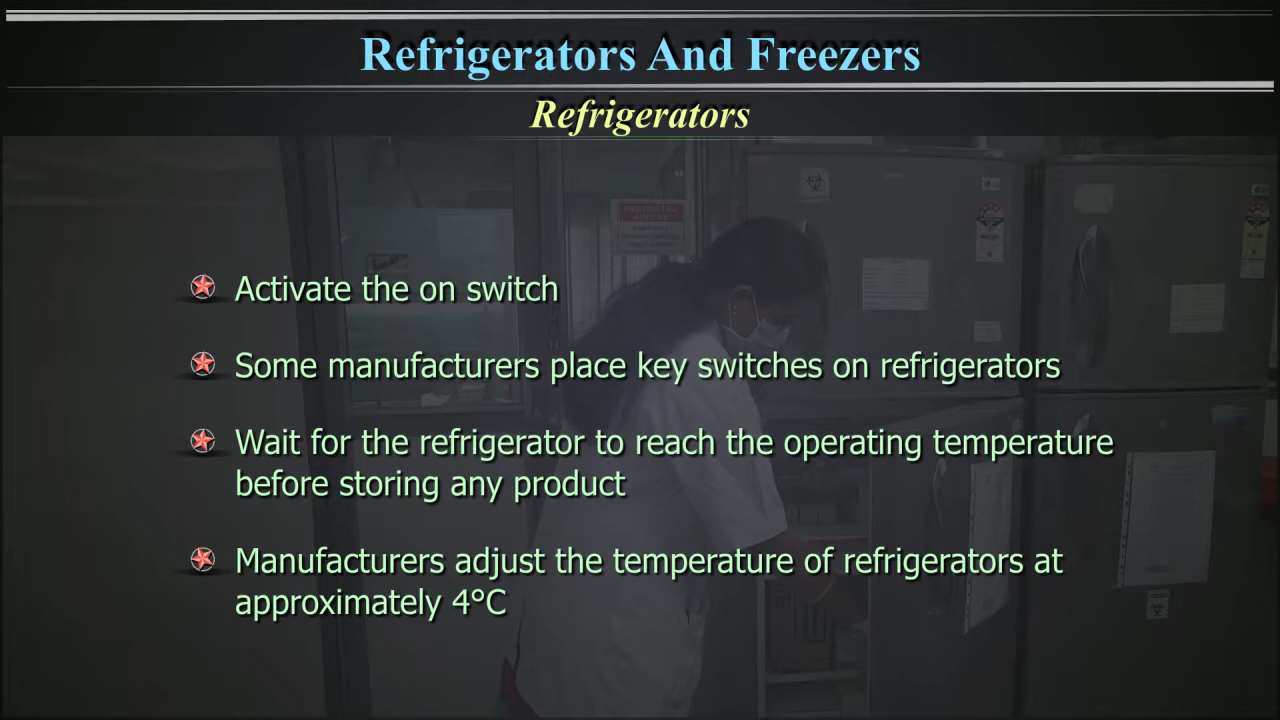 Refrigerators And Freezers
Refrigerators
Activate the on switch
Some manufacturers place key switches on refrigerators
Wait for the refrigerator to reach the operating temperature
before storing any product
Manufacturers adjust the temperature of refrigerators at
approximately 4°C